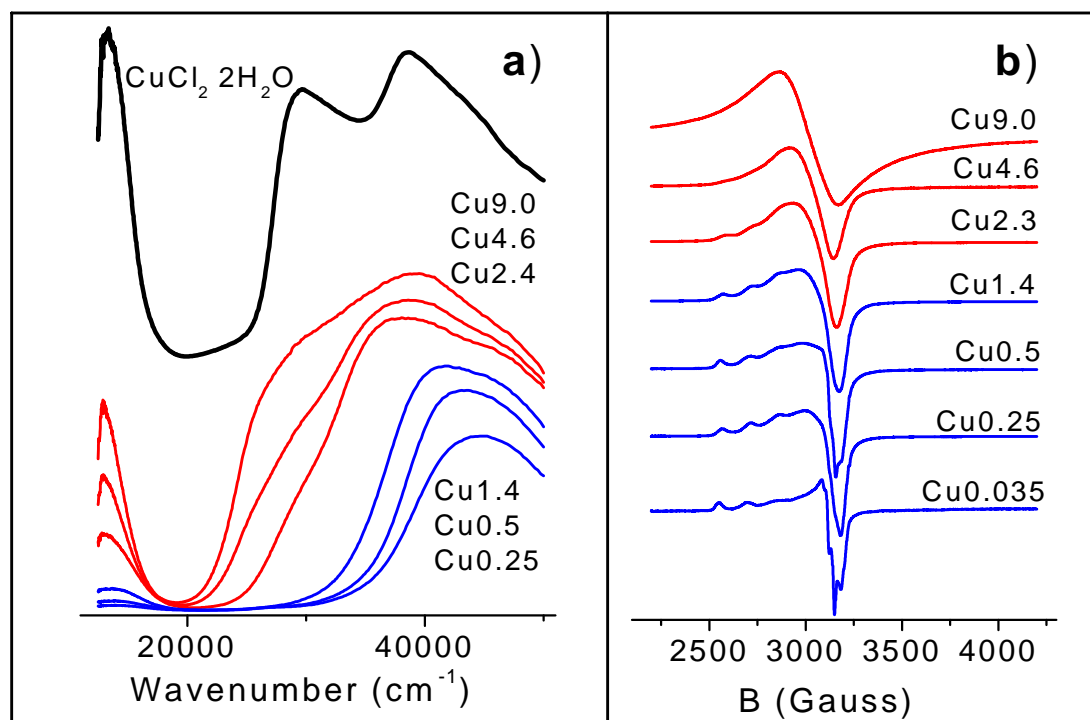 a)
CuCl₂ 2H₂O
Cu9.0
Cu4.6
Cu2.4
Cu1.4
Cu0.5
Cu0.25
20000 40000
Wavenumber (cm⁻¹)
b)
Cu9.0
Cu4.6
Cu2.3
Cu1.4
Cu0.5
Cu0.25
Cu0.035
2500 3000 3500 4000
B (Gauss)